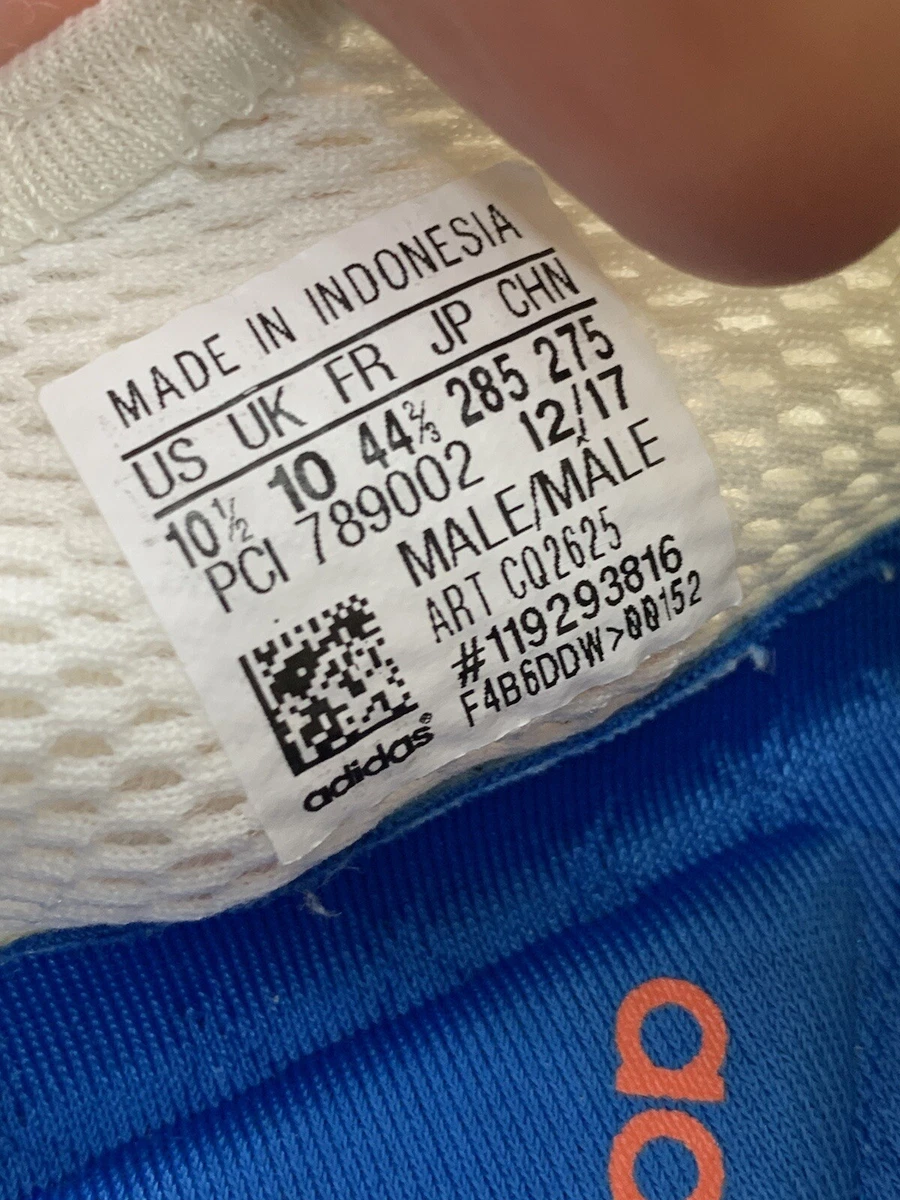 MADE IN INDONESIA
US UK FR JP CHN
10½ 10 44⅔ 285 275
PCI 789002 12/17
MALE/MÂLE
ART CQ2625
#119293816
F4B6DDW>00152
adidas®
ad